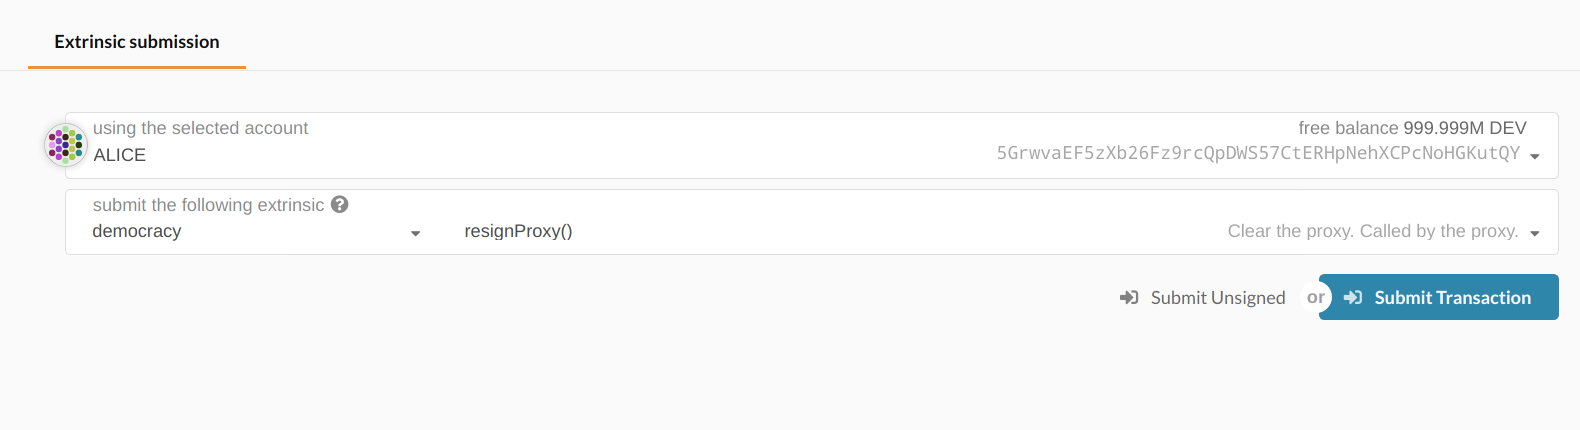 Extrinsic submission
using the selected account
free balance 999.999M DEV
ALICE
5GrwvaEF5zXb26Fz9rcQpDWS57CtERHpNehXCPcNoHGKutQY
submit the following extrinsic ?
democracy
resignProxy()
Clear the proxy. Called by the proxy.
Submit Unsigned or Submit Transaction